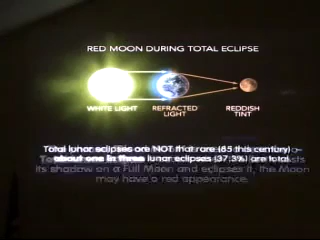 RED MOON DURING TOTAL ECLIPSE
WHITE LIGHT
REFRACTED
LIGHT
REDDISH
TINT
Total lunar eclipses are NOT that rare (85 this century)
about one in three lunar eclipses (37.3%) are total.
its shadow on a Full Moon and eclipses it, the Moon
may have a red appearance.